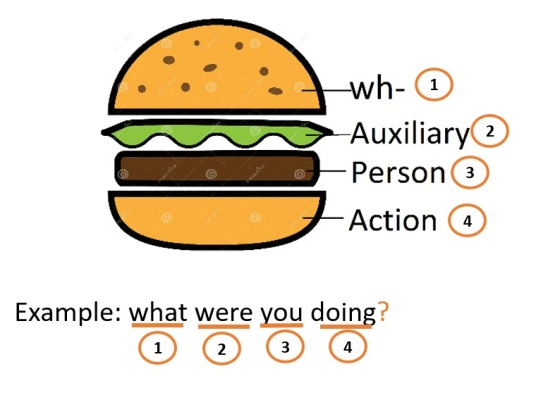 wh- 1
Auxiliary 2
Person 3
Action 4
Example: what were you doing?
1 2 3 4